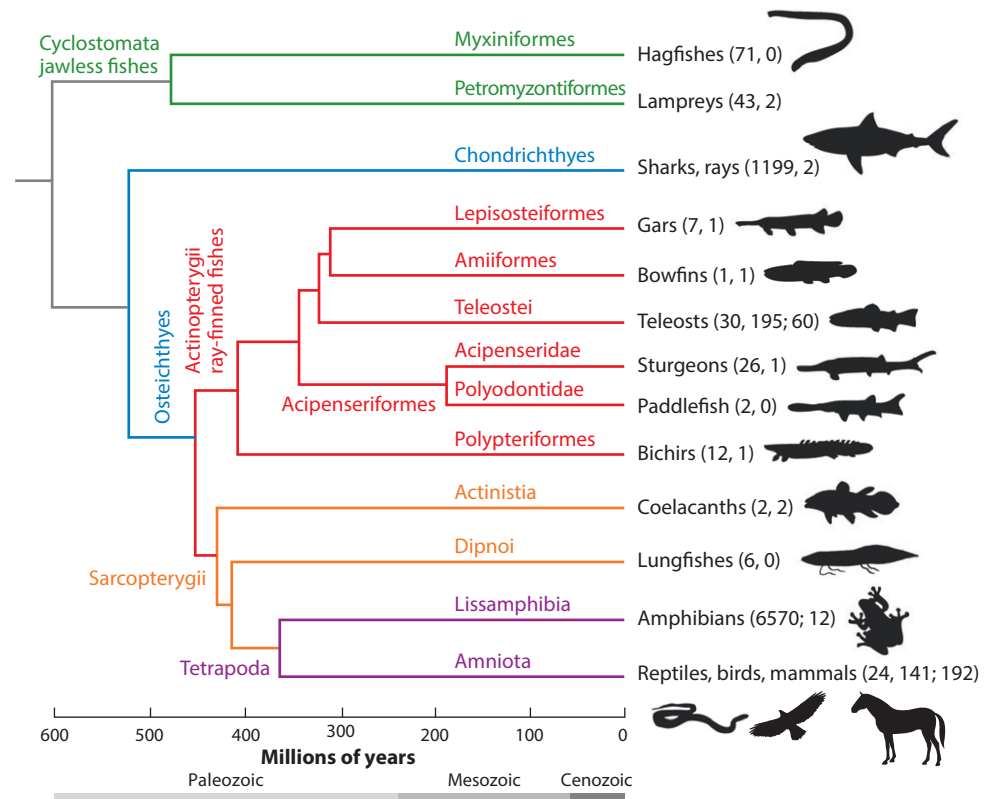 Cyclostomata
jawless fishes
Myxiniformes
Hagfishes (71, 0)
Petromyzontiformes
Lampreys (43, 2)
Chondrichthyes
Sharks, rays (1199, 2)
Osteichthyes
Actinopterygii
ray-finned fishes
Lepisosteiformes
Gars (7, 1)
Amiiformes
Bowfins (1, 1)
Teleostei
Teleosts (30, 195; 60)
Acipenseriformes
Acipenseridae
Sturgeons (26, 1)
Polyodontidae
Paddlefish (2, 0)
Polypteriformes
Bichirs (12, 1)
Sarcopterygii
Actinistia
Coelacanths (2, 2)
Dipnoi
Lungfishes (6, 0)
Tetrapoda
Lissamphibia
Amphibians (6570; 12)
Amniota
Reptiles, birds, mammals (24, 141; 192)
600 500 400 300 200 100 0
Millions of years
Paleozoic Mesozoic Cenozoic